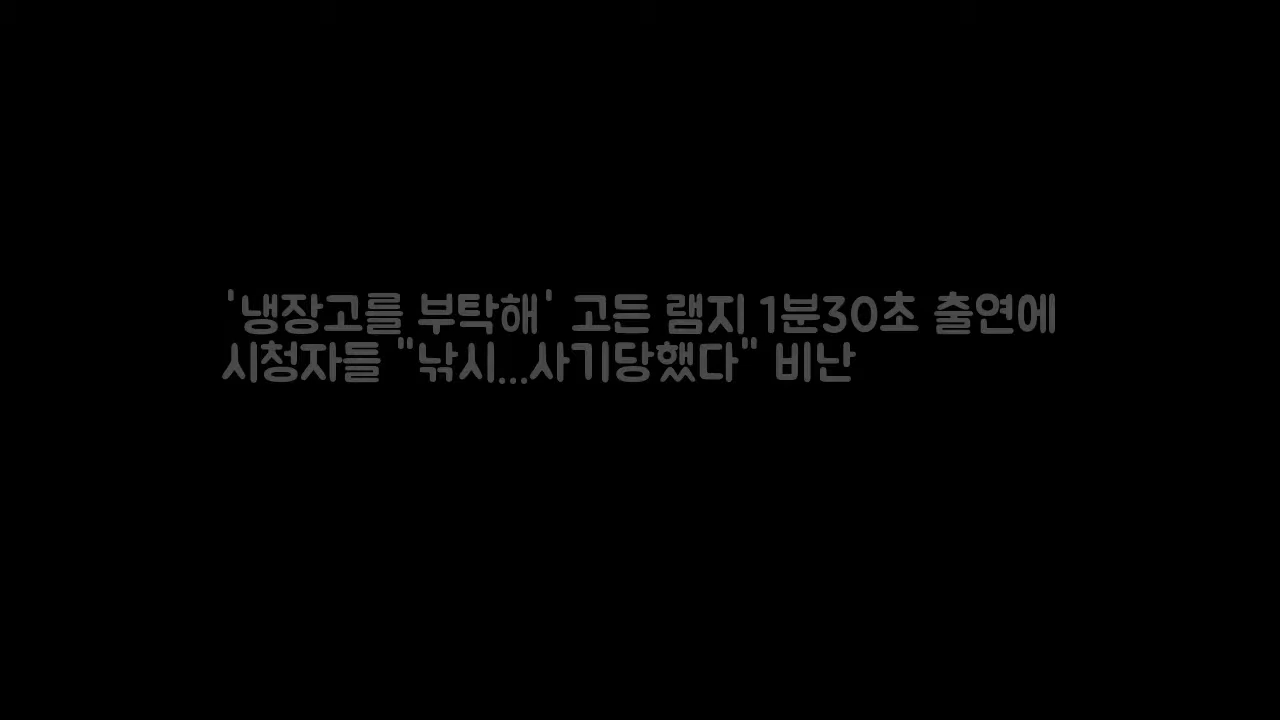 '냉장고를 부탁해' 고든 램지 1분30초 출연에
시청자들 "낚시...사기당했다" 비난